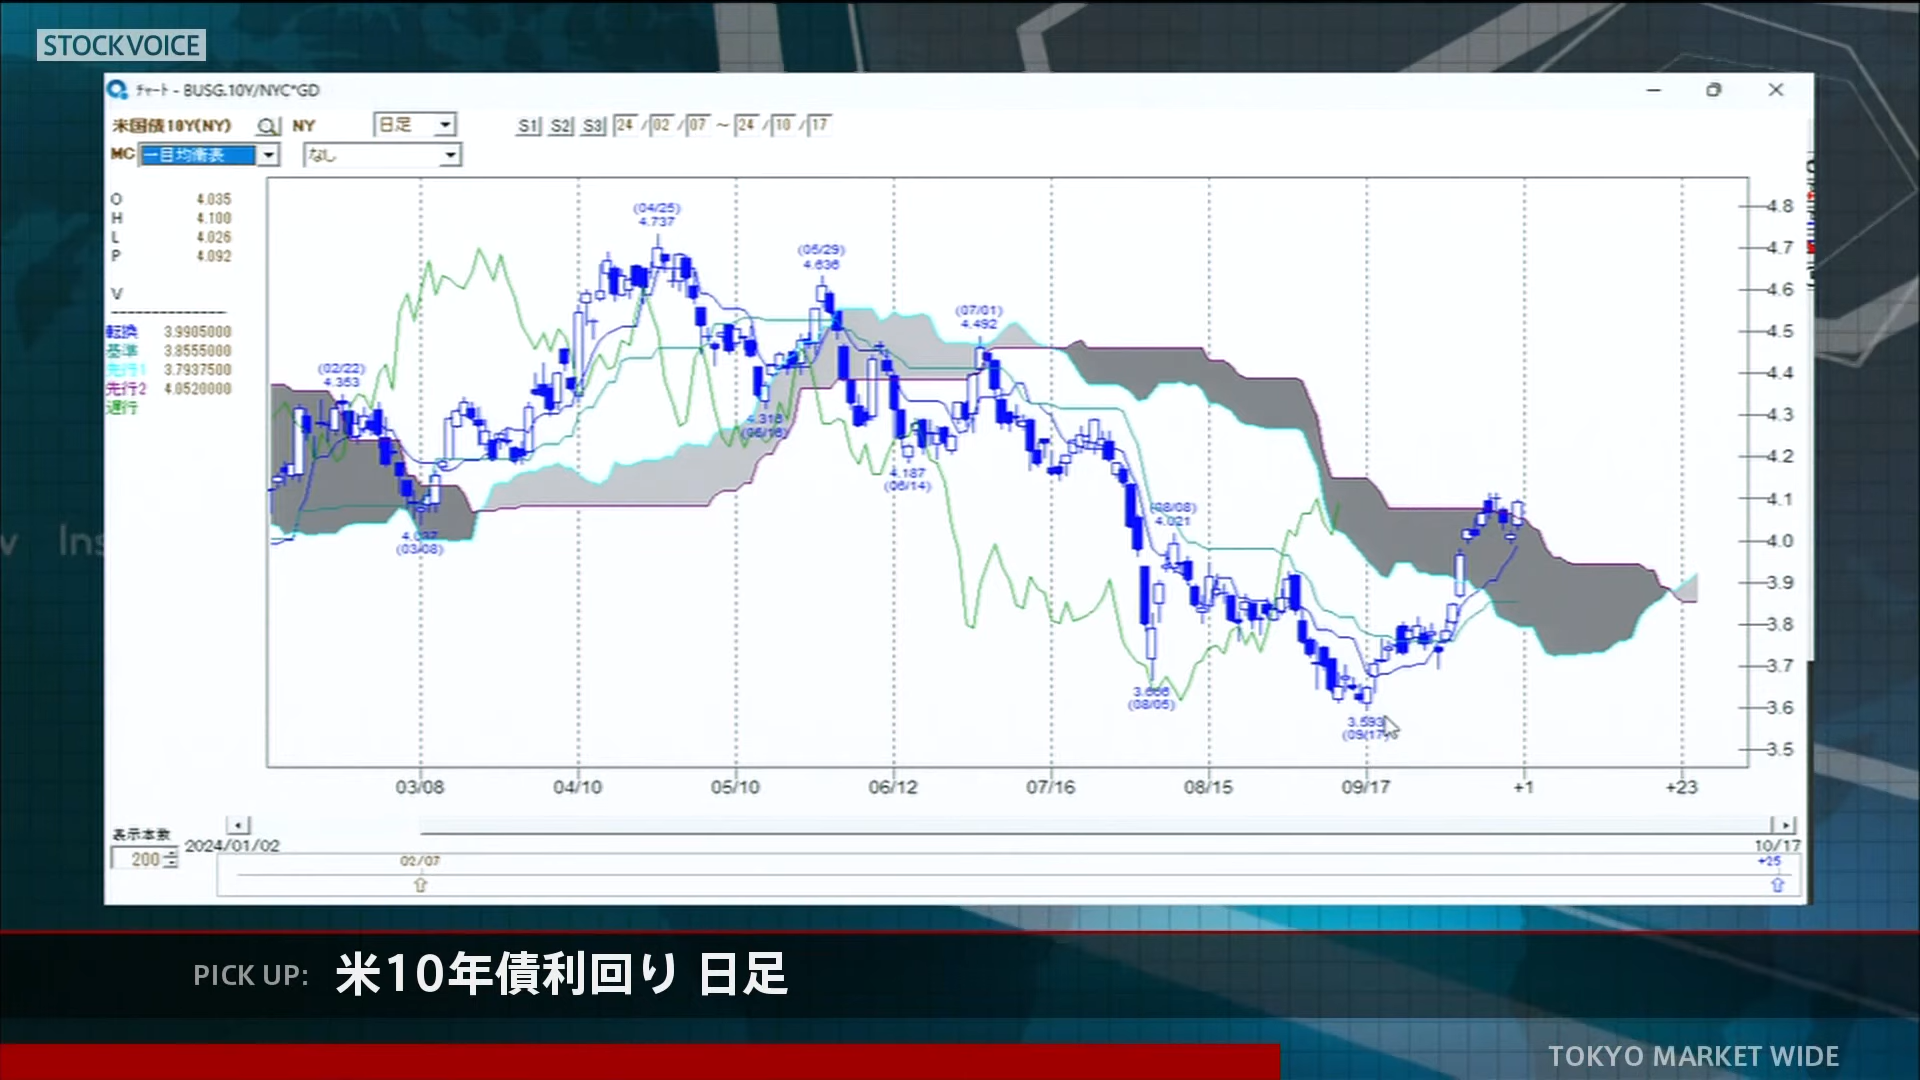 STOCKVOICE
チャート - BUSG.10Y/NYC*GD
米国債10Y(NY) NY 日足 S1 S2 S3 24/02/07 ~ 24/10/17
MC 一目均衡表 なし
O 4.035
H 4.100
L 4.026
P 4.092
V
転換 3.9905000
基準 3.8555000
先行1 3.7937500
先行2 4.0520000
遅行
(04/25)
4.737
(05/29)
4.636
(07/01)
4.492
(02/22)
4.353
(03/08)
4.187
(06/14)
(08/08)
4.021
(08/05)
3.593
(09/17)
4.8
4.7
4.6
4.5
4.4
4.3
4.2
4.1
4.0
3.9
3.8
3.7
3.6
3.5
03/08 04/10 05/10 06/12 07/16 08/15 09/17 +1 +23
表示本数
200
2024/01/02 10/17
02/07 +25
PICK UP: 米10年債利回り 日足
TOKYO MARKET WIDE